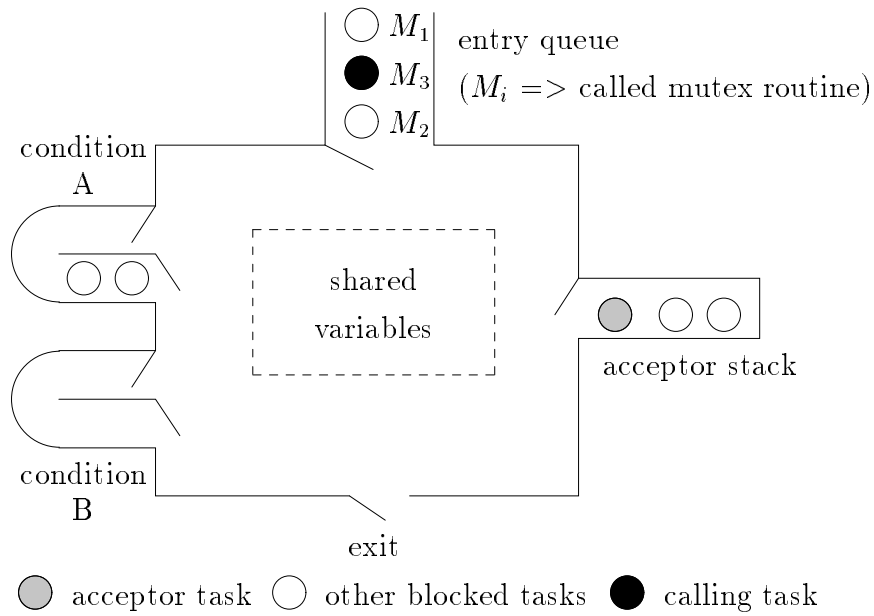 M₁
entry queue
M₃
(Mᵢ => called mutex routine)
M₂
condition
A
shared
variables
acceptor stack
condition
B
exit
acceptor task
other blocked tasks
calling task